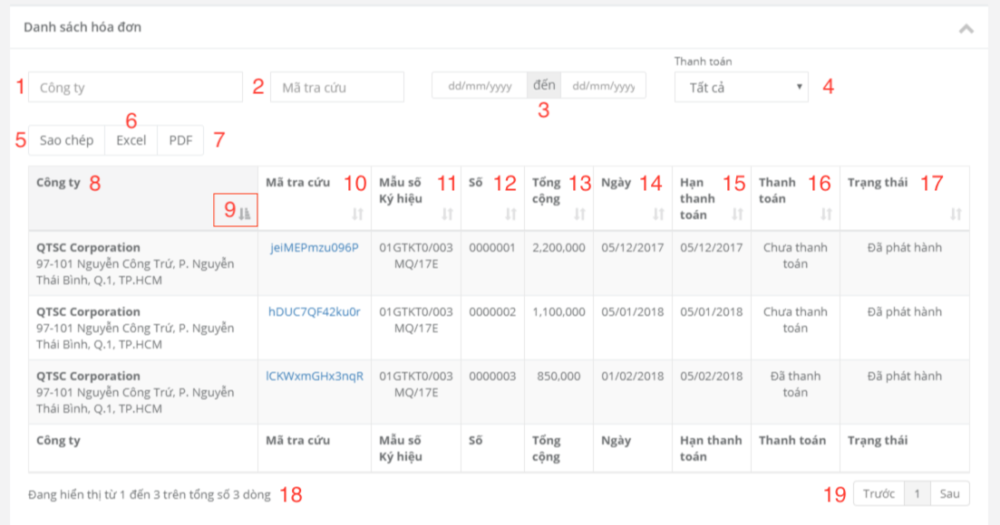 Danh sách hóa đơn
Thanh toán
1 Công ty 2 Mã tra cứu dd/mm/yyyy đến dd/mm/yyyy Tất cả 4
3
6
5 Sao chép Excel PDF 7
Công ty 8 Mã tra cứu 10 Mẫu số 11 Số 12 Tổng 13 Ngày 14 Hạn 15 Thanh 16 Trạng thái 17
Ký hiệu cộng thanh toán
9 toán
QTSC Corporation jeiMEPmzu096P 01GTKT0/003 0000001 2,200,000 05/12/2017 05/12/2017 Chưa thanh Đã phát hành
97-101 Nguyễn Công Trứ, P. Nguyễn MQ/17E toán
Thái Bình, Q.1, TP.HCM
QTSC Corporation hDUC7QF42ku0r 01GTKT0/003 0000002 1,100,000 05/01/2018 05/01/2018 Chưa thanh Đã phát hành
97-101 Nguyễn Công Trứ, P. Nguyễn MQ/17E toán
Thái Bình, Q.1, TP.HCM
QTSC Corporation lCKWxmGHx3nqR 01GTKT0/003 0000003 850,000 01/02/2018 05/02/2018 Đã thanh Đã phát hành
97-101 Nguyễn Công Trứ, P. Nguyễn MQ/17E toán
Thái Bình, Q.1, TP.HCM
Công ty Mã tra cứu Mẫu số Số Tổng Ngày Hạn thanh Thanh toán Trạng thái
Ký hiệu cộng toán
Đang hiển thị từ 1 đến 3 trên tổng số 3 dòng 18 19 Trước 1 Sau